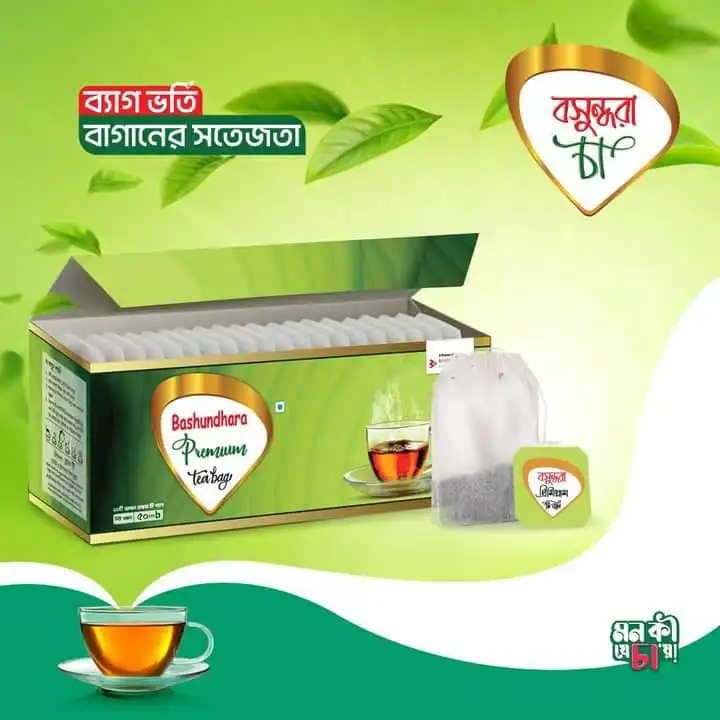 ব্যাগ ভর্তি
বাগানের সতেজতা
বসুন্ধরা
চা
Bashundhara
Premium
Tea bag
বসুন্ধরা
প্রিমিয়াম
টি ব্যাগ
মন কী
যে চা য়!